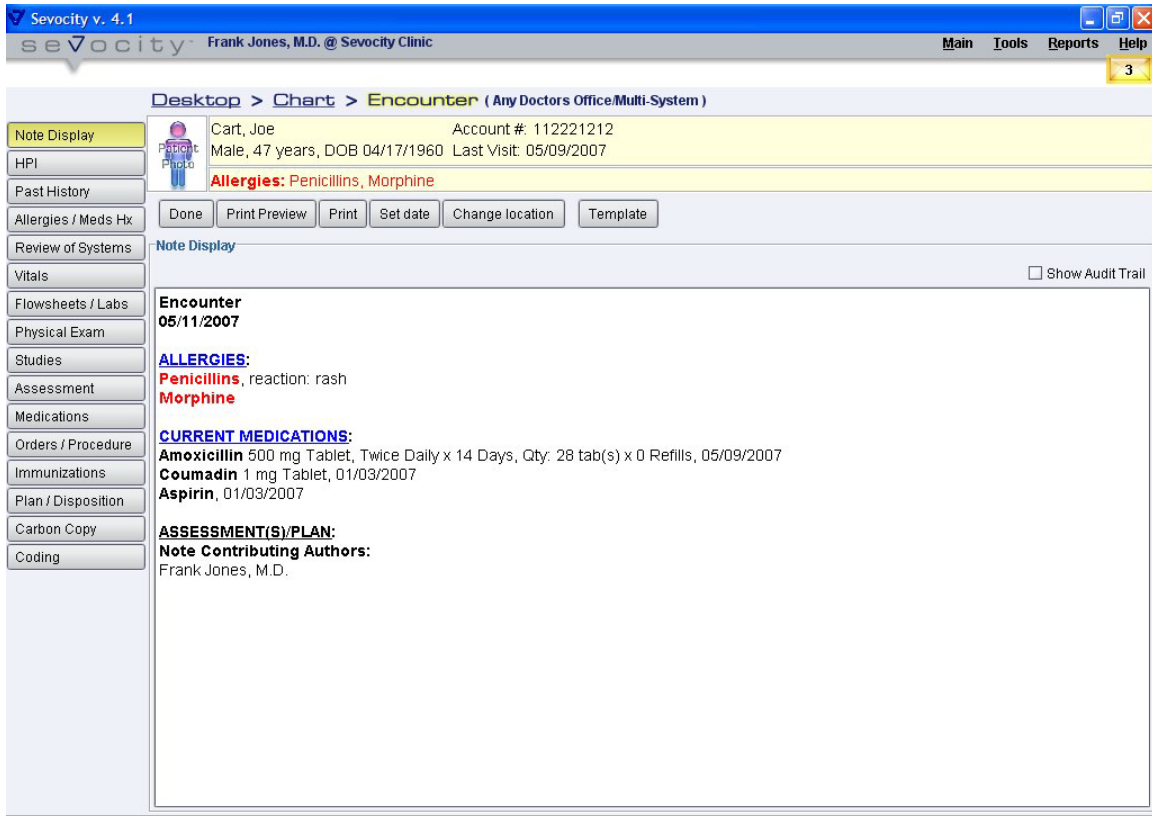 Sevocity v. 4.1
sevocity Frank Jones, M.D. @ Sevocity Clinic Main Tools Reports Help
3
Desktop > Chart > Encounter ( Any Doctors Office/Multi-System )
Note Display
HPI
Past History
Allergies / Meds Hx
Review of Systems
Vitals
Flowsheets / Labs
Physical Exam
Studies
Assessment
Medications
Orders / Procedure
Immunizations
Plan / Disposition
Carbon Copy
Coding
Patient
Photo
Cart, Joe Account #: 112221212
Male, 47 years, DOB 04/17/1960 Last Visit: 05/09/2007
Allergies: Penicillins, Morphine
Done Print Preview Print Set date Change location Template
Note Display
Show Audit Trail
Encounter
05/11/2007
ALLERGIES:
Penicillins, reaction: rash
Morphine
CURRENT MEDICATIONS:
Amoxicillin 500 mg Tablet, Twice Daily x 14 Days, Qty: 28 tab(s) x 0 Refills, 05/09/2007
Coumadin 1 mg Tablet, 01/03/2007
Aspirin, 01/03/2007
ASSESSMENT(S)/PLAN:
Note Contributing Authors:
Frank Jones, M.D.